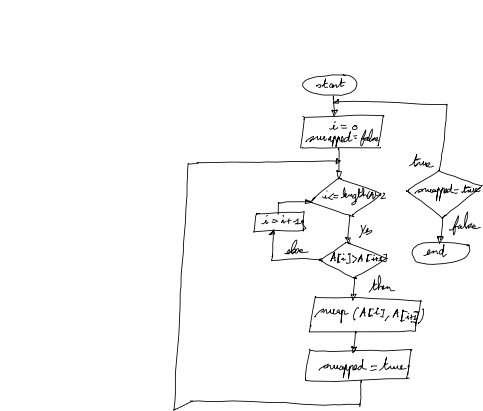 start
i = 0
swapped = false
true
i <= length(A)-2
swapped = true
i = i+1
yes
false
else
A[i]>A[i+1]
end
then
swap (A[i], A[i+1])
swapped = true